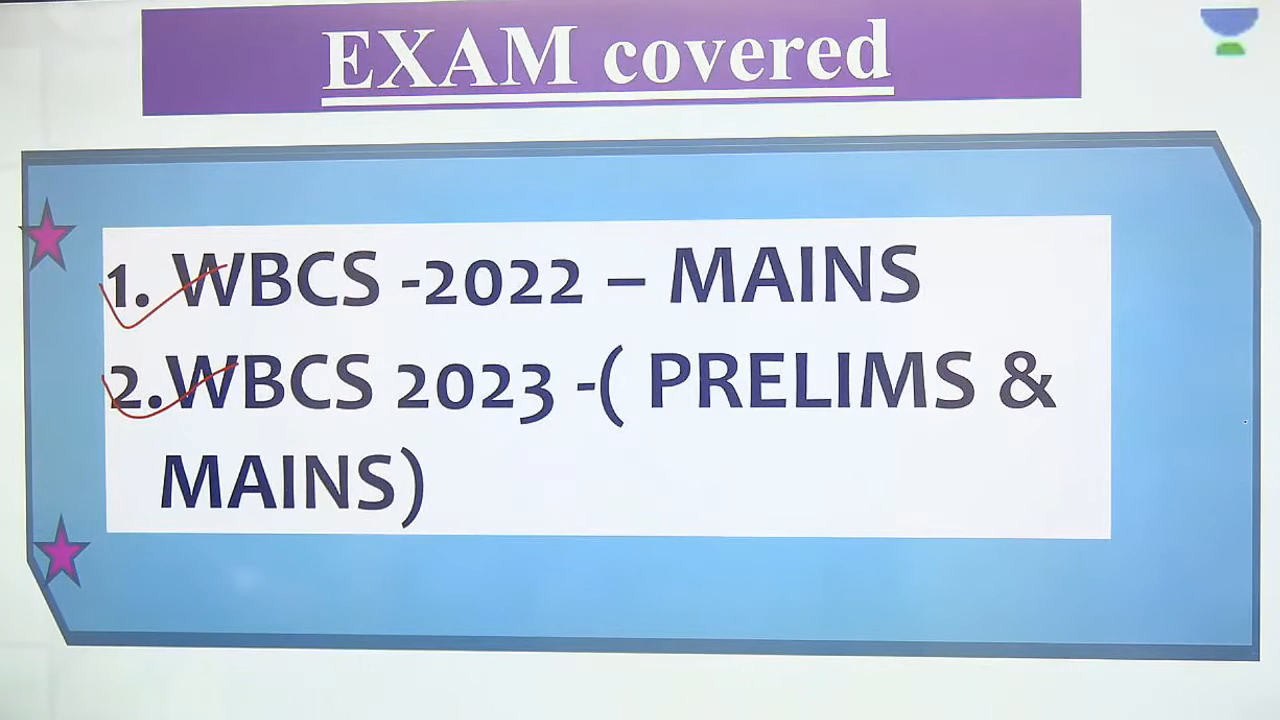 EXAM covered
1. WBCS -2022 – MAINS
2.WBCS 2023 -( PRELIMS &
MAINS)